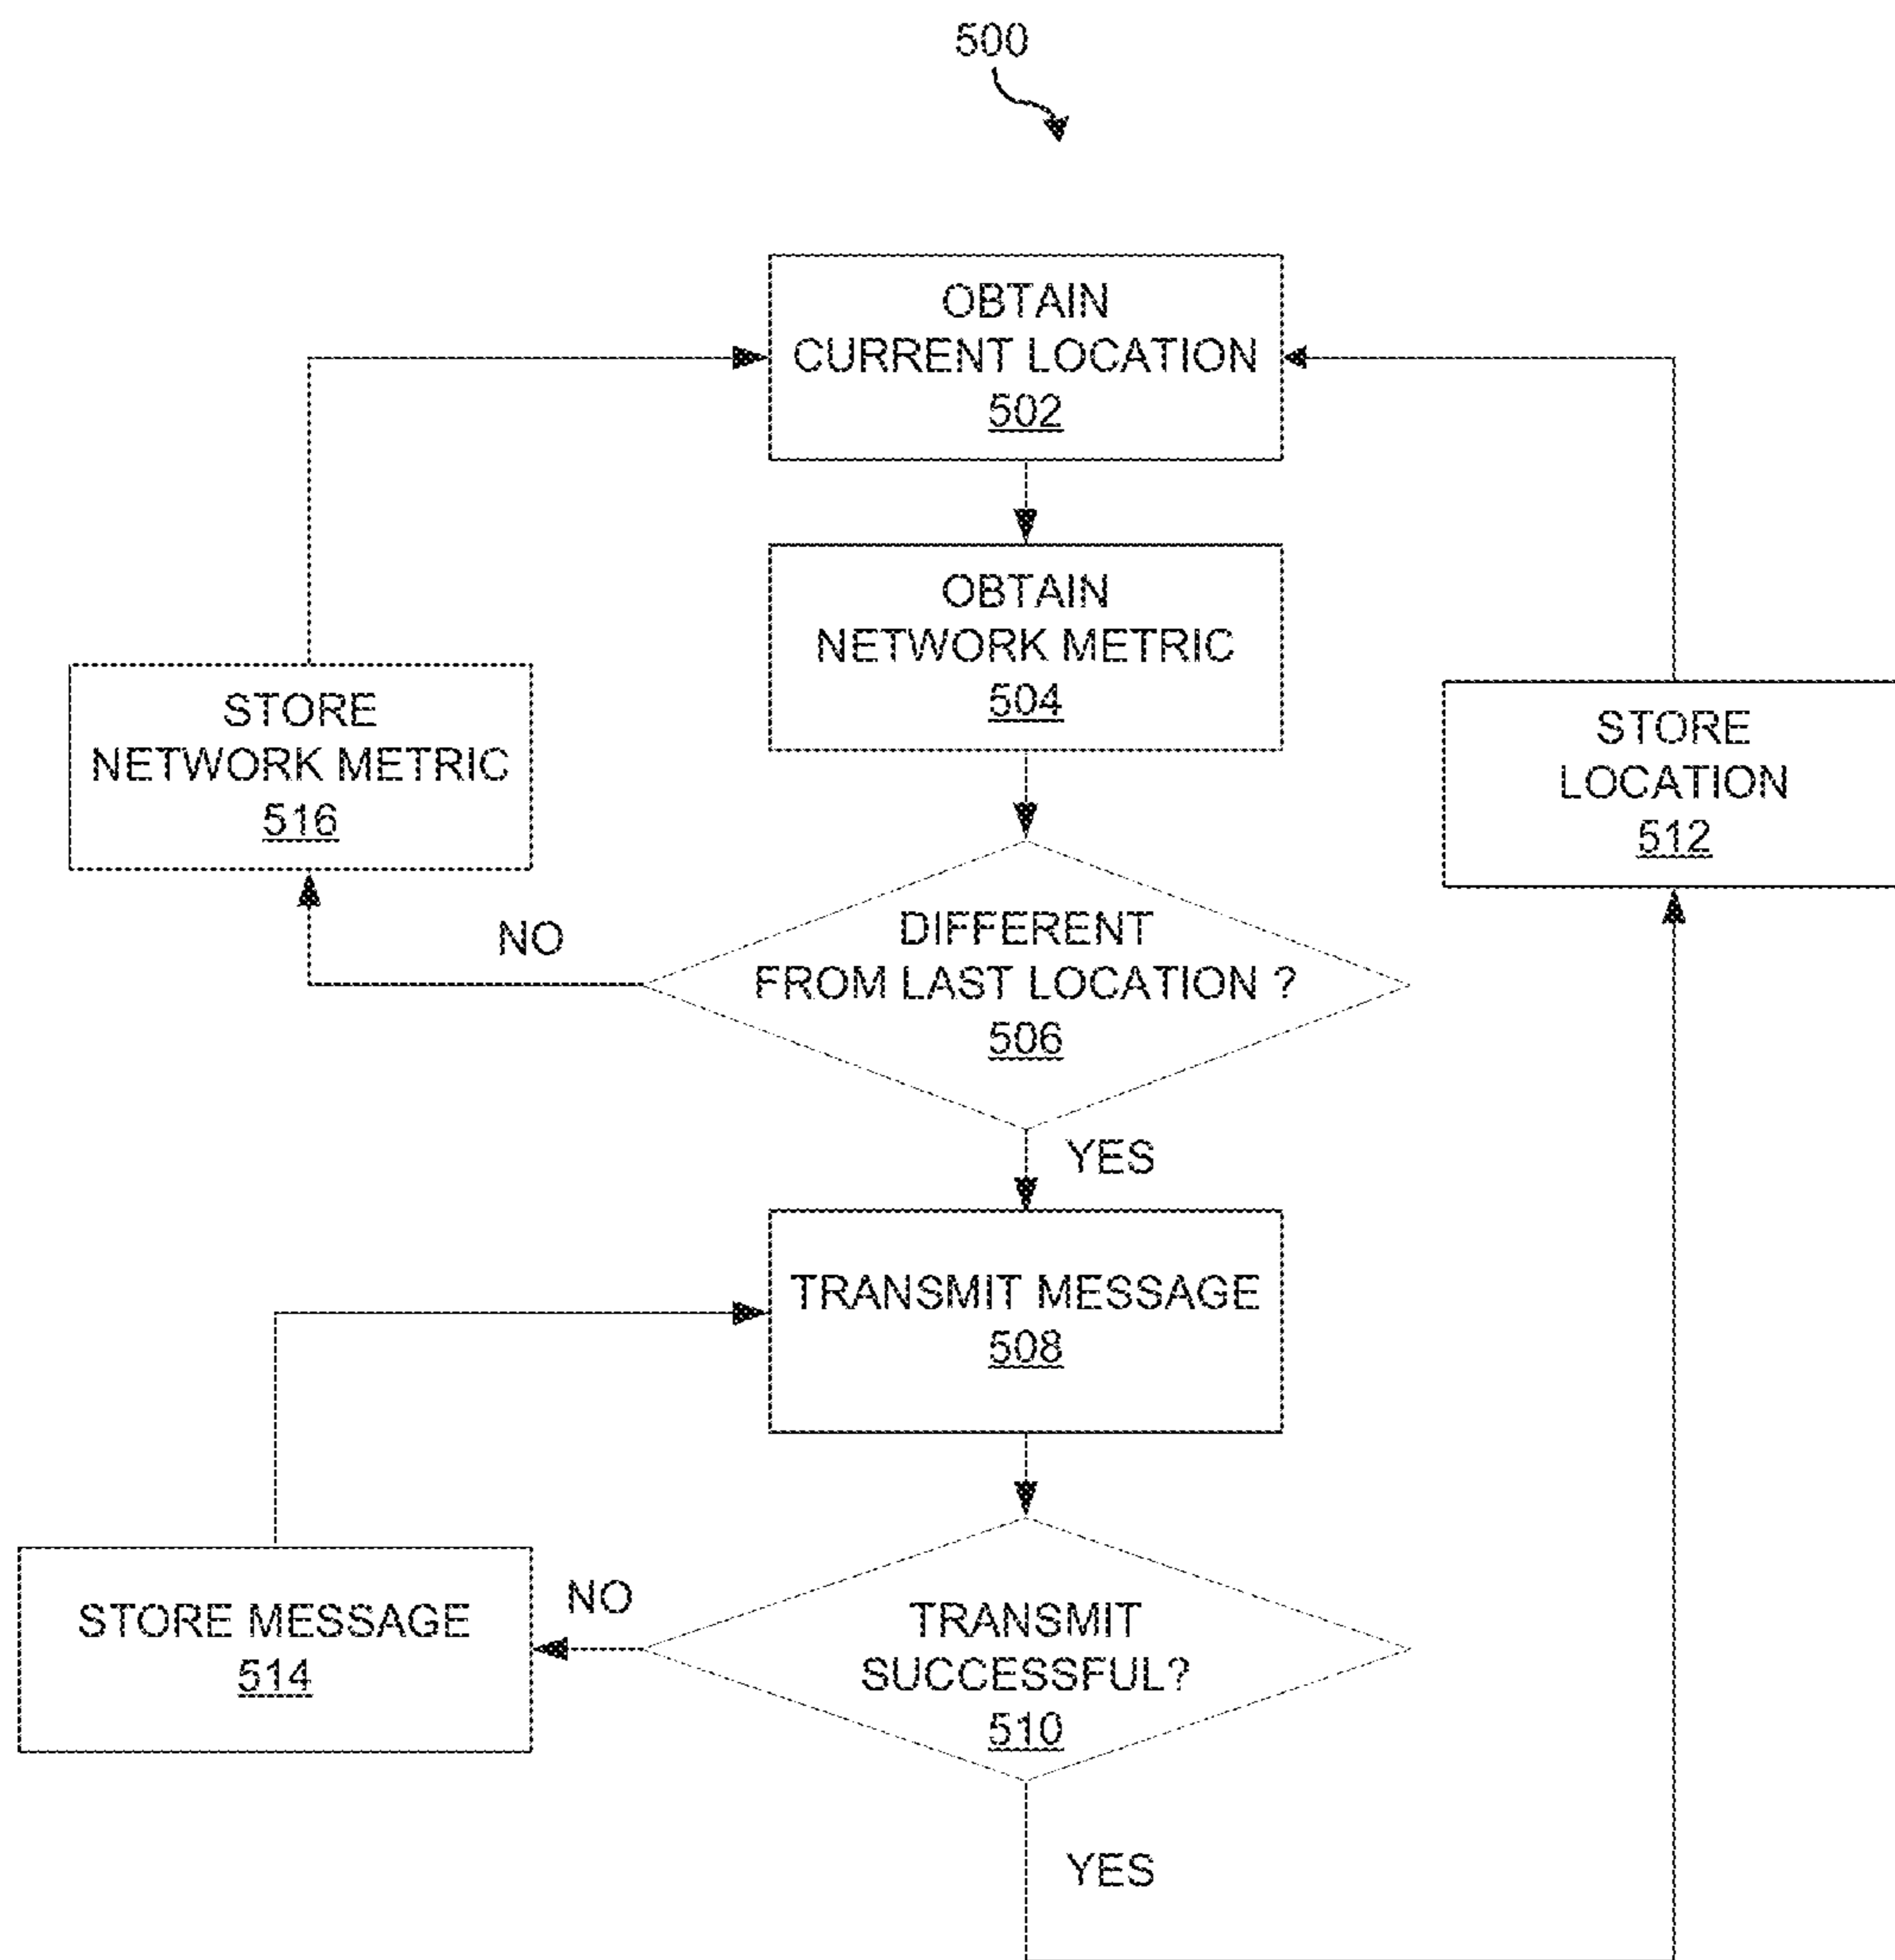 500
OBTAIN
CURRENT LOCATION
502
OBTAIN
NETWORK METRIC
504
STORE
NETWORK METRIC
516
STORE
LOCATION
512
DIFFERENT
FROM LAST LOCATION ?
506
NO
YES
TRANSMIT MESSAGE
508
STORE MESSAGE
514
NO
TRANSMIT
SUCCESSFUL?
510
YES